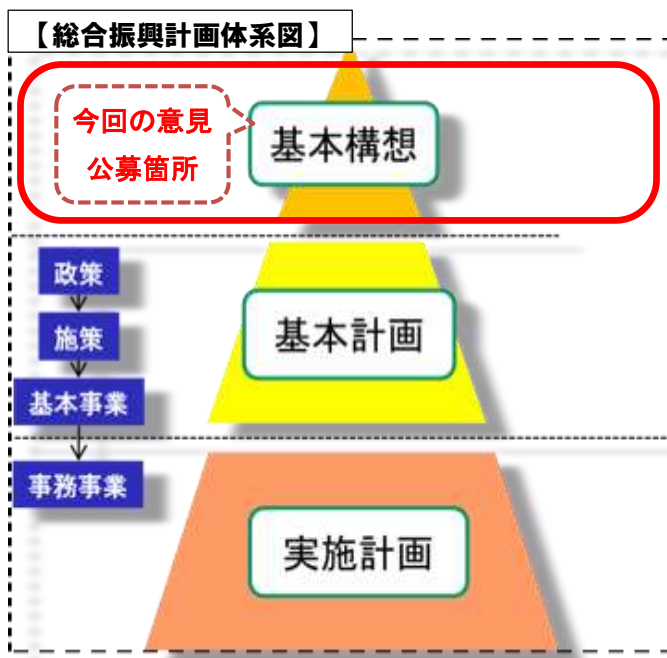 【総合振興計画体系図】
今回の意見
公募箇所
基本構想
政策
施策
基本計画
基本事業
事務事業
実施計画